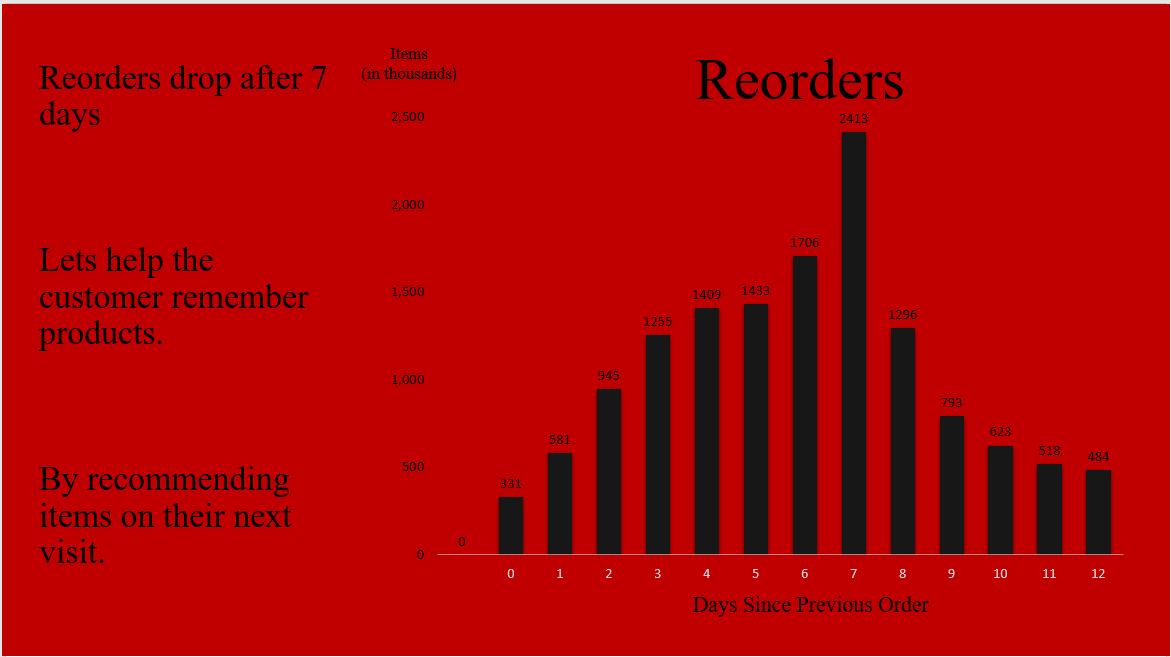 Reorders drop after 7
days
Lets help the
customer remember
products.
By recommending
items on their next
visit.
Reorders
Items
(in thousands)
2,500
2,000
1,500
1,000
500
0
0
331
581
945
1255
1409
1433
1706
2413
1296
793
623
518
484
0 1 2 3 4 5 6 7 8 9 10 11 12
Days Since Previous Order